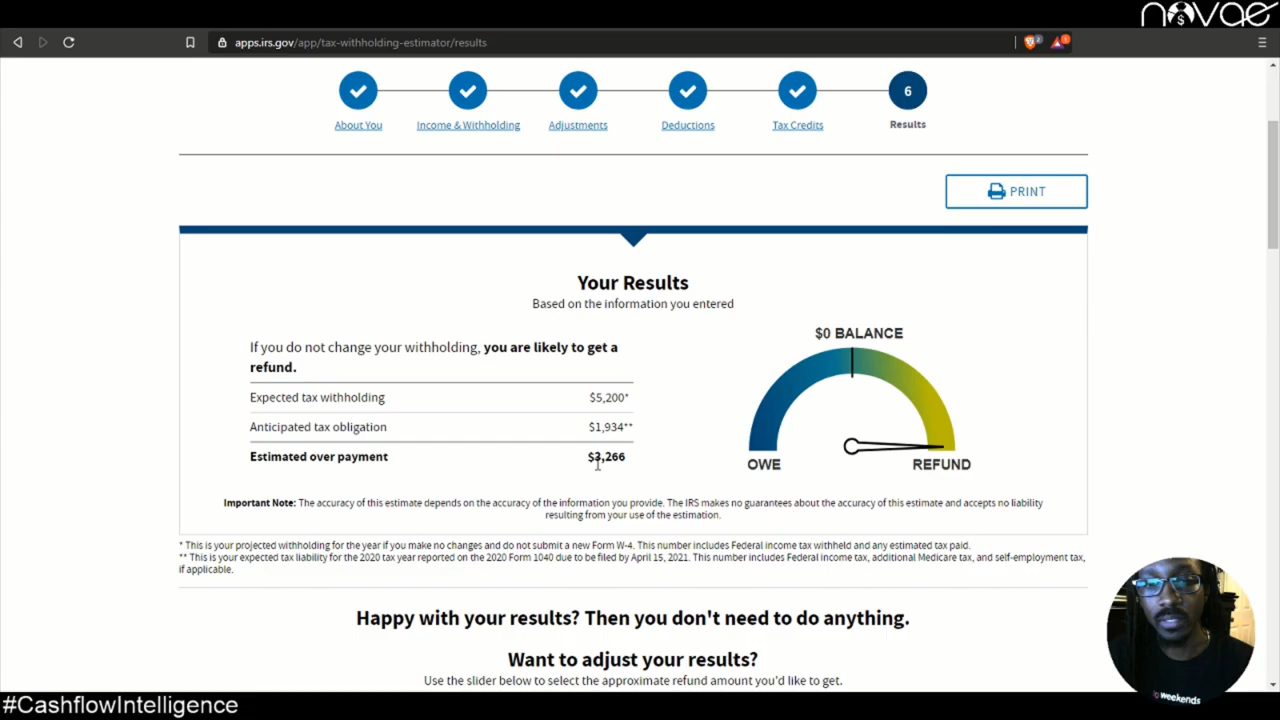 novae
apps.irs.gov/app/tax-withholding-estimator/results
2
1
6
About You
Income & Withholding
Adjustments
Deductions
Tax Credits
Results
PRINT
Your Results
Based on the information you entered
If you do not change your withholding, you are likely to get a
refund.
Expected tax withholding $5,200*
Anticipated tax obligation $1,934**
Estimated over payment $3,266
$0 BALANCE
OWE
REFUND
Important Note: The accuracy of this estimate depends on the accuracy of the information you provide. The IRS makes no guarantees about the accuracy of this estimate and accepts no liability
resulting from your use of the estimation.
* This is your projected withholding for the year if you make no changes and do not submit a new Form W-4. This number includes Federal income tax withheld and any estimated tax paid.
** This is your expected tax liability for the 2020 tax year reported on the 2020 Form 1040 due to be filed by April 15, 2021. This number includes Federal income tax, additional Medicare tax, and self-employment tax,
if applicable.
Happy with your results? Then you don't need to do anything.
Want to adjust your results?
Use the slider below to select the approximate refund amount you'd like to get.
weekends
#CashflowIntelligence